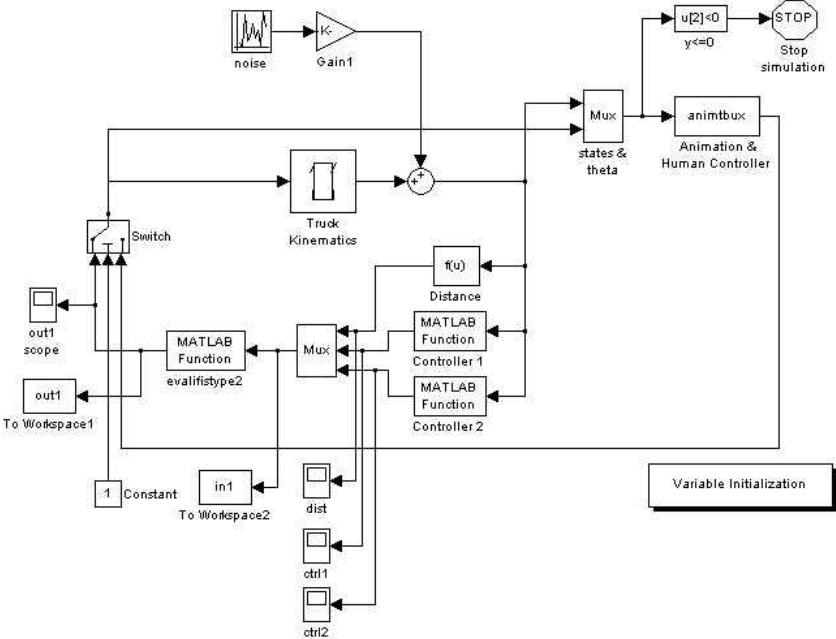 noise
K-
Gain1
u[2]<0
y<=0
STOP
Stop
simulation
Mux
states &
theta
animtbux
Animation &
Human Controller
Truck
Kinematics
++
Switch
f(u)
Distance
out1
scope
MATLAB
Function
evalifistype2
Mux
MATLAB
Function
Controller 1
MATLAB
Function
Controller 2
out1
To Workspace1
1
Constant
in1
To Workspace2
dist
Variable Initialization
ctrl1
ctrl2